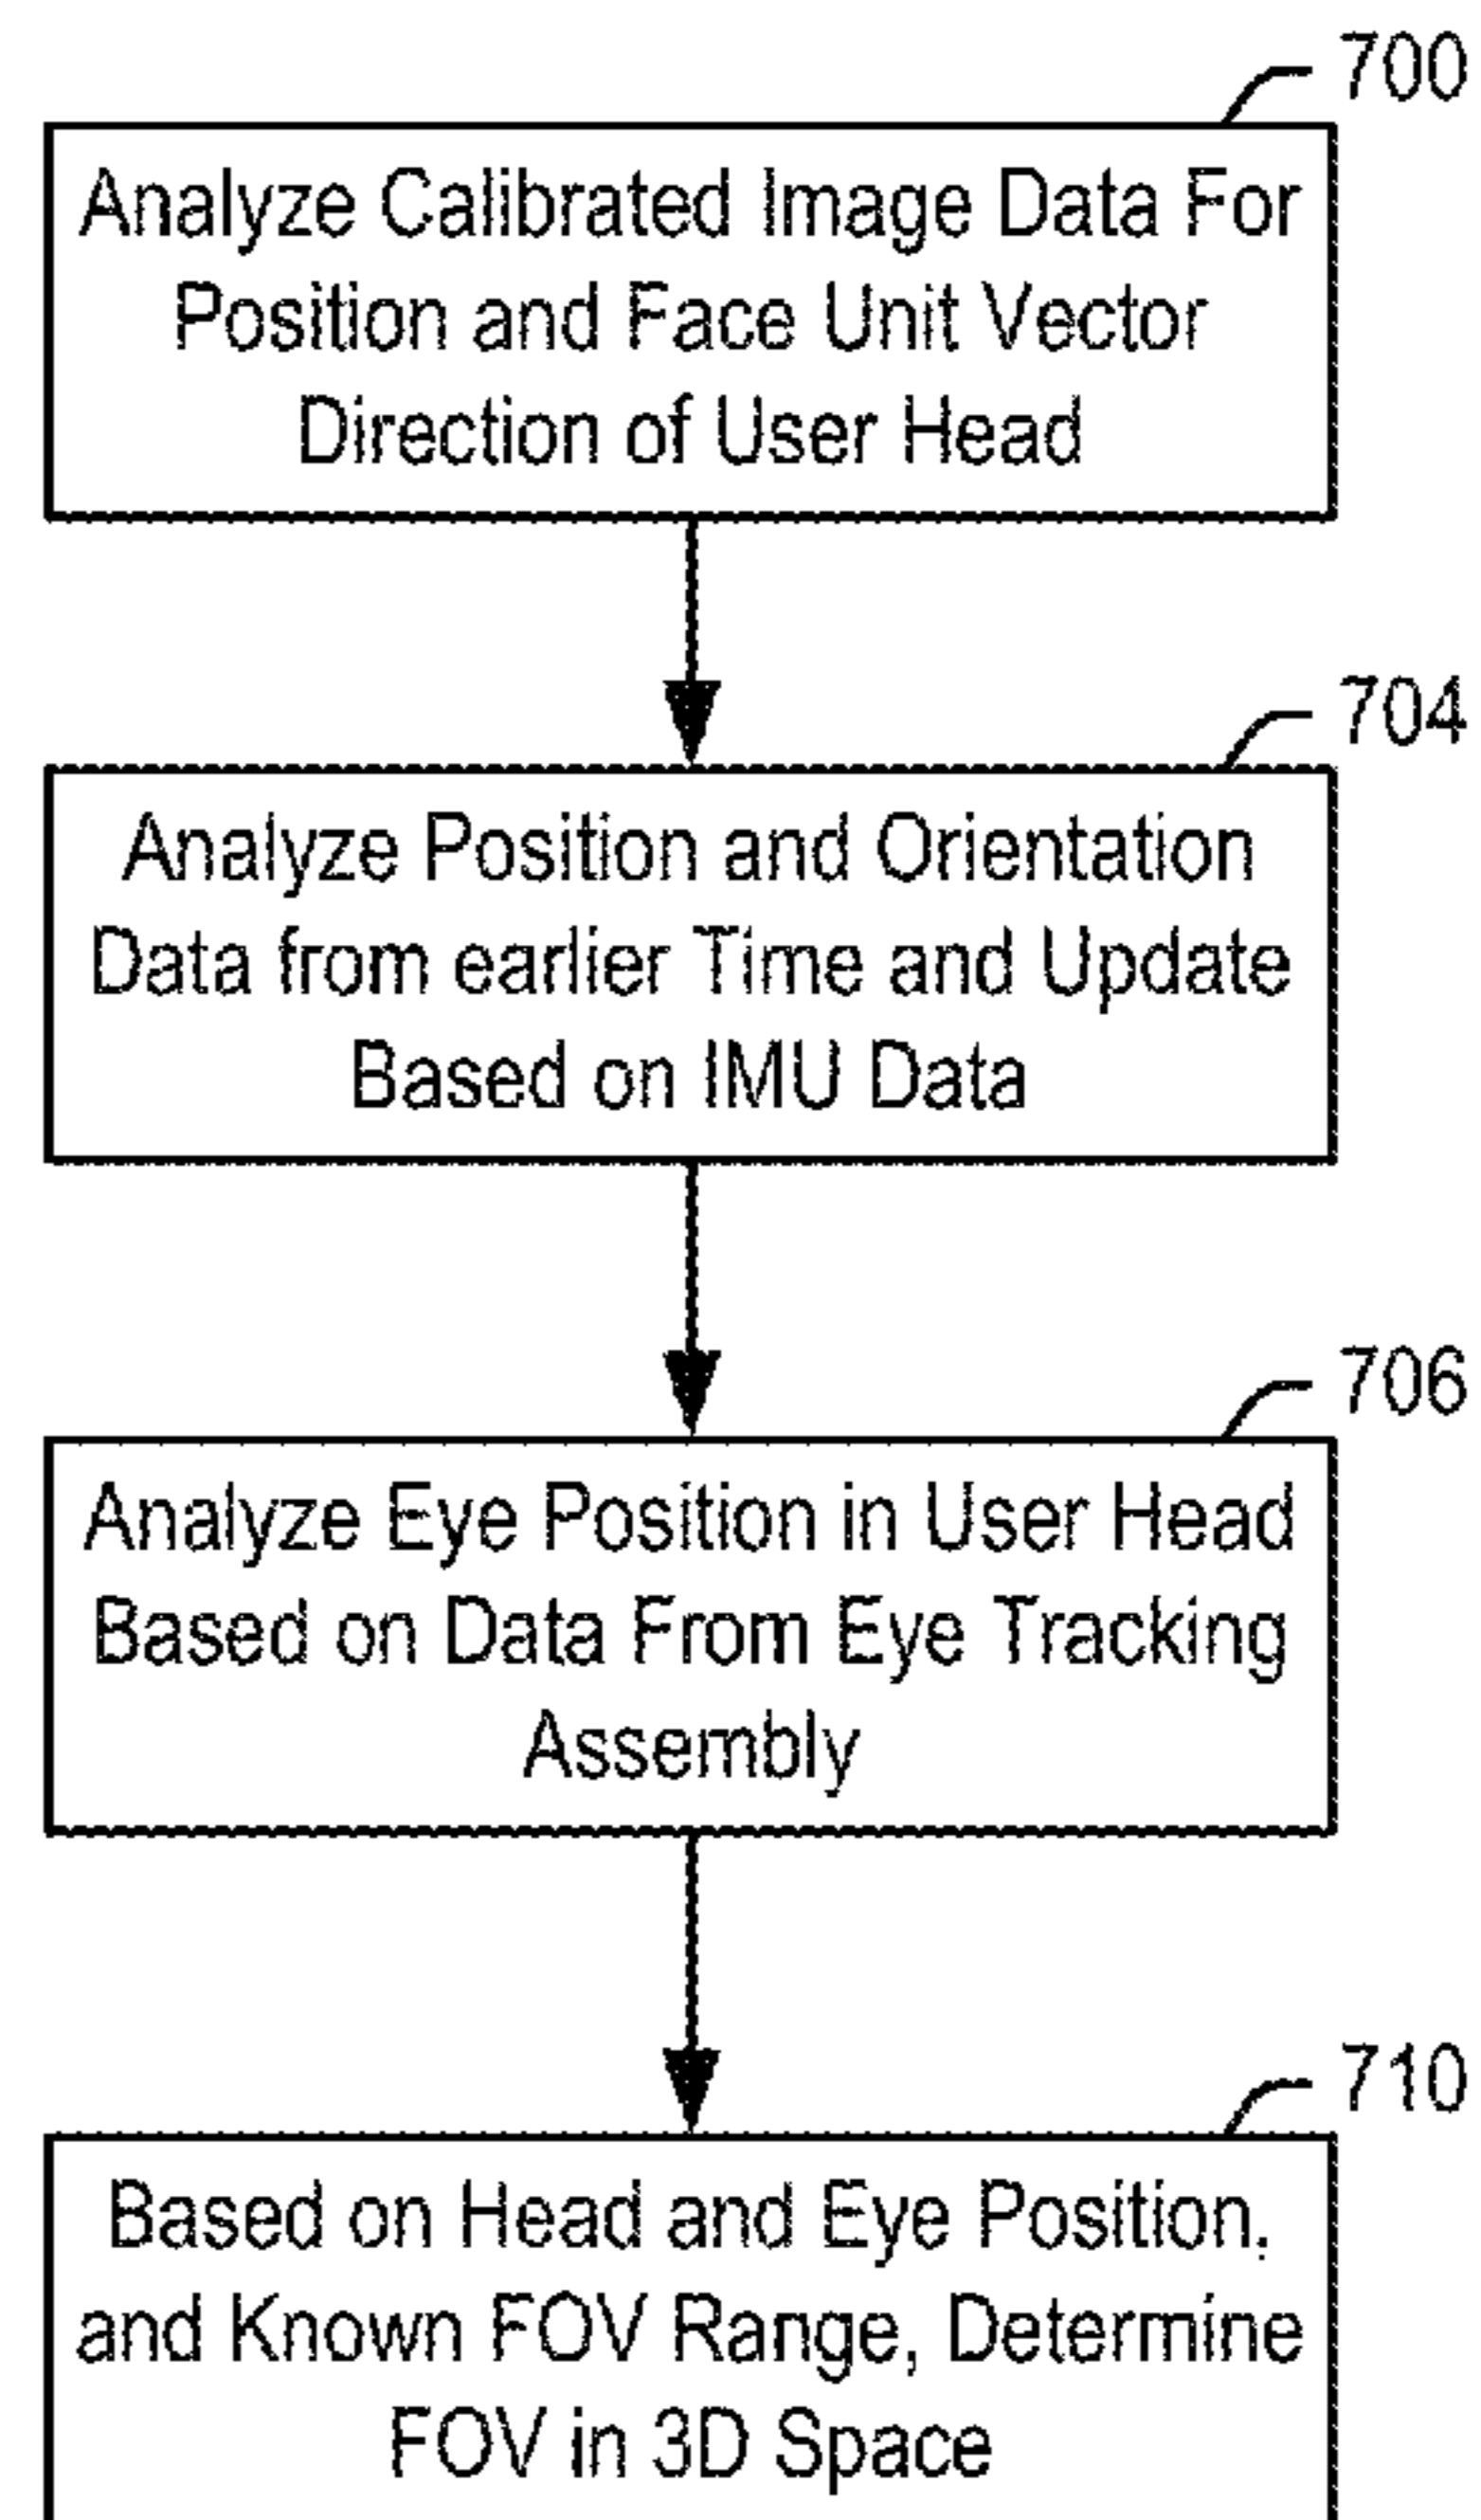 700
Analyze Calibrated Image Data For
Position and Face Unit Vector
Direction of User Head
704
Analyze Position and Orientation
Data from earlier Time and Update
Based on IMU Data
706
Analyze Eye Position in User Head
Based on Data From Eye Tracking
Assembly
710
Based on Head and Eye Position,
and Known FOV Range, Determine
FOV in 3D Space